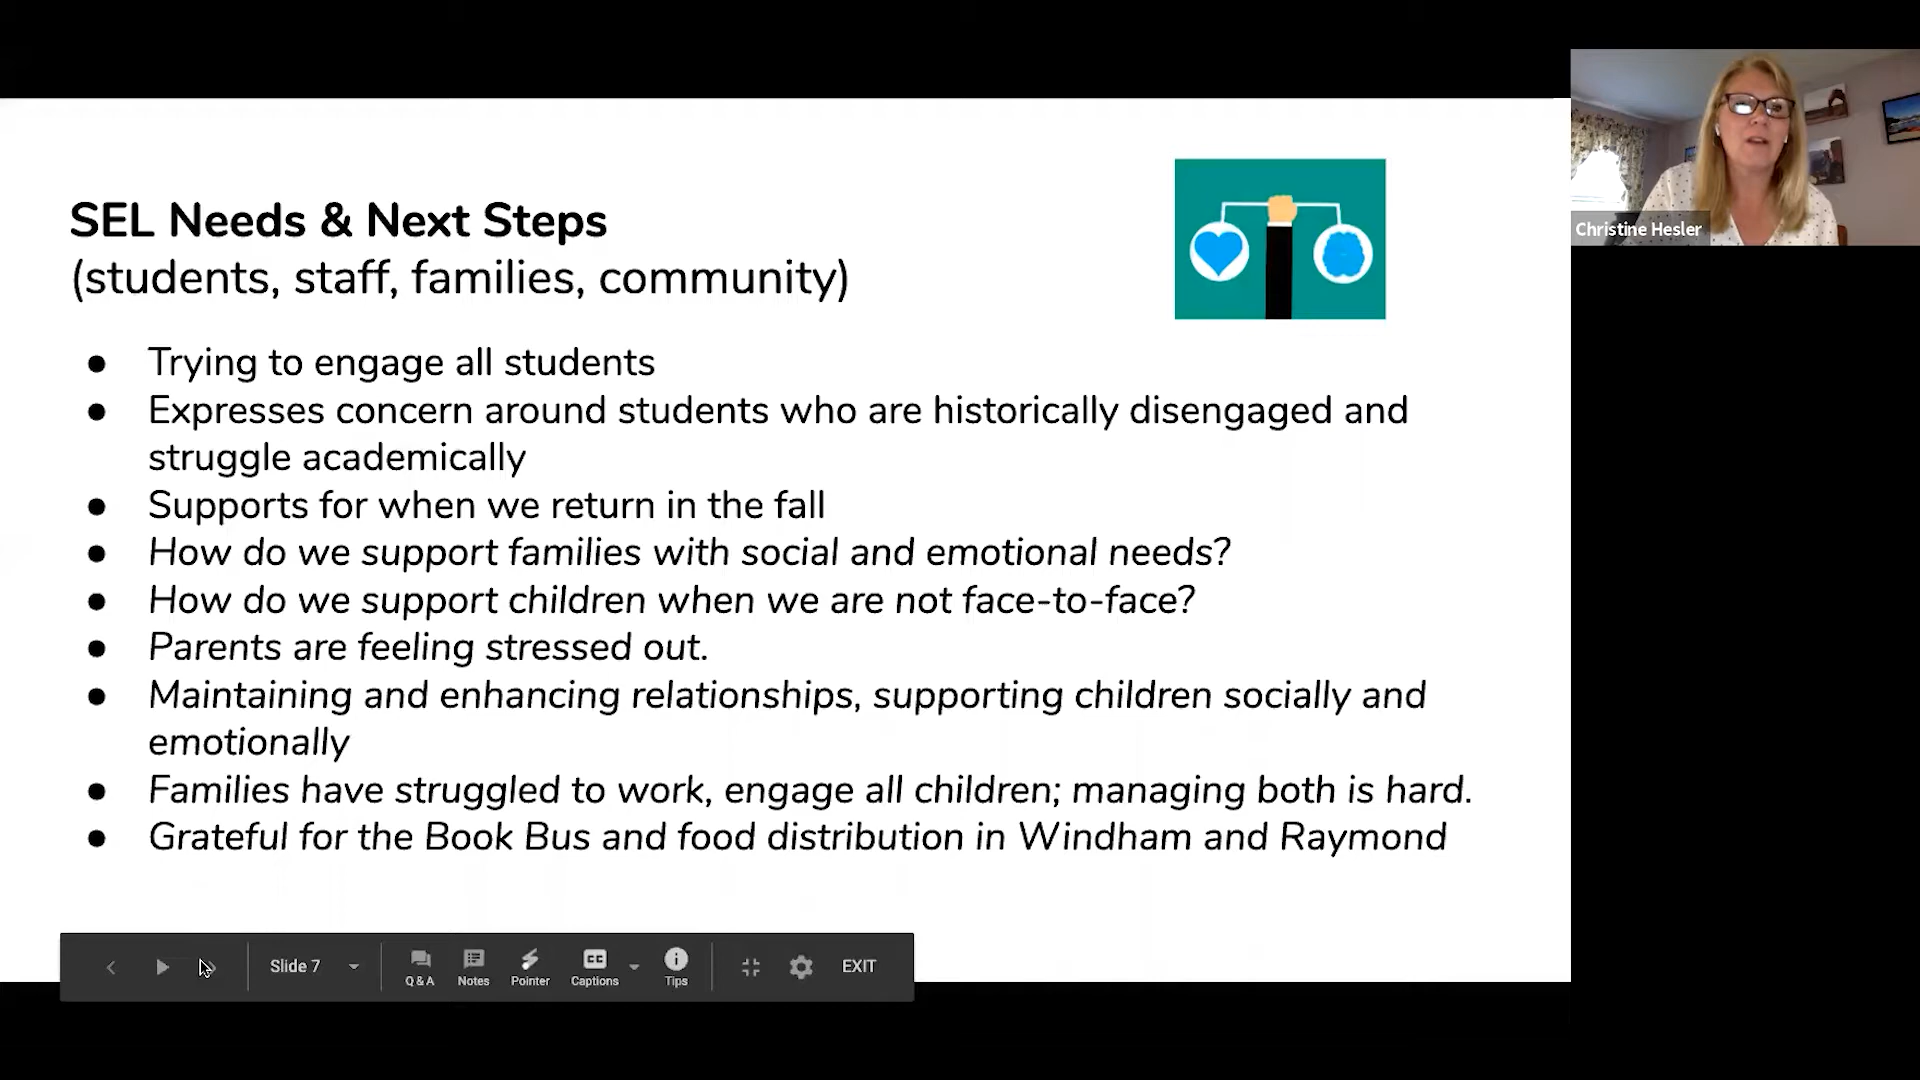 SEL Needs & Next Steps
(students, staff, families, community)
● Trying to engage all students
● Expresses concern around students who are historically disengaged and
struggle academically
● Supports for when we return in the fall
● How do we support families with social and emotional needs?
● How do we support children when we are not face-to-face?
● Parents are feeling stressed out.
● Maintaining and enhancing relationships, supporting children socially and
emotionally
● Families have struggled to work, engage all children; managing both is hard.
● Grateful for the Book Bus and food distribution in Windham and Raymond
Christine Hesler
Slide 7
Q & A
Notes
Pointer
CC
Captions
Tips
EXIT